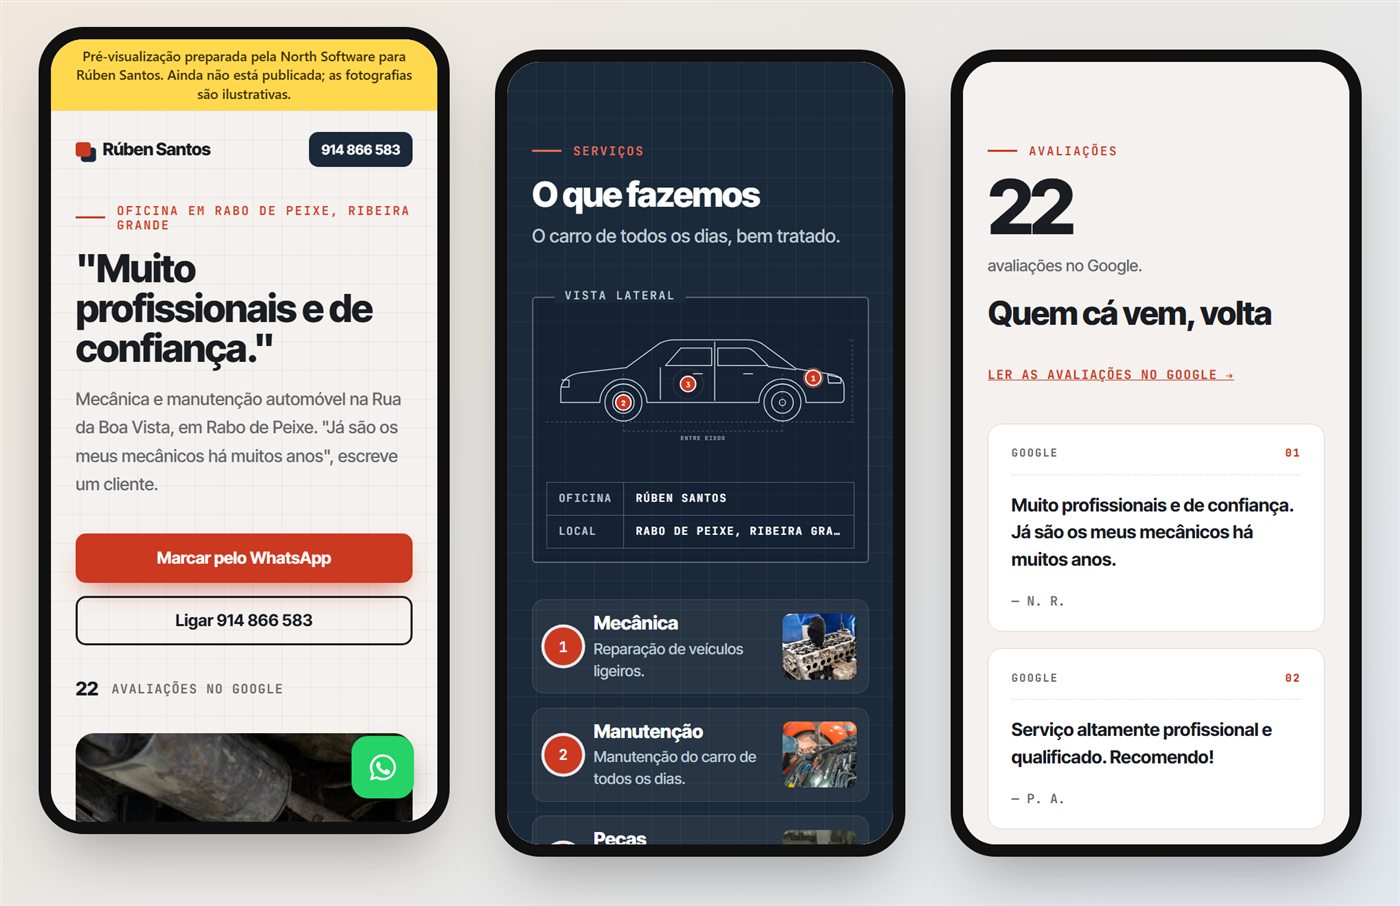 Pré-visualização preparada pela North Software para
Rúben Santos. Ainda não está publicada; as fotografias
são ilustrativas.
Rúben Santos
914 866 583
OFICINA EM RABO DE PEIXE, RIBEIRA
GRANDE
"Muito
profissionais e de
confiança."
Mecânica e manutenção automóvel na Rua
da Boa Vista, em Rabo de Peixe. "Já são os
meus mecânicos há muitos anos", escreve
um cliente.
Marcar pelo WhatsApp
Ligar 914 866 583
22 AVALIAÇÕES NO GOOGLE
SERVIÇOS
O que fazemos
O carro de todos os dias, bem tratado.
VISTA LATERAL
1
3
2
ENTRE EIXOS
OFICINA RÚBEN SANTOS
LOCAL RABO DE PEIXE, RIBEIRA GRA…
1
Mecânica
Reparação de veículos
ligeiros.
2
Manutenção
Manutenção do carro de
todos os dias.
Peças
AVALIAÇÕES
22
avaliações no Google.
Quem cá vem, volta
LER AS AVALIAÇÕES NO GOOGLE →
GOOGLE 01
Muito profissionais e de confiança.
Já são os meus mecânicos há
muitos anos.
— N. R.
GOOGLE 02
Serviço altamente profissional e
qualificado. Recomendo!
— P. A.